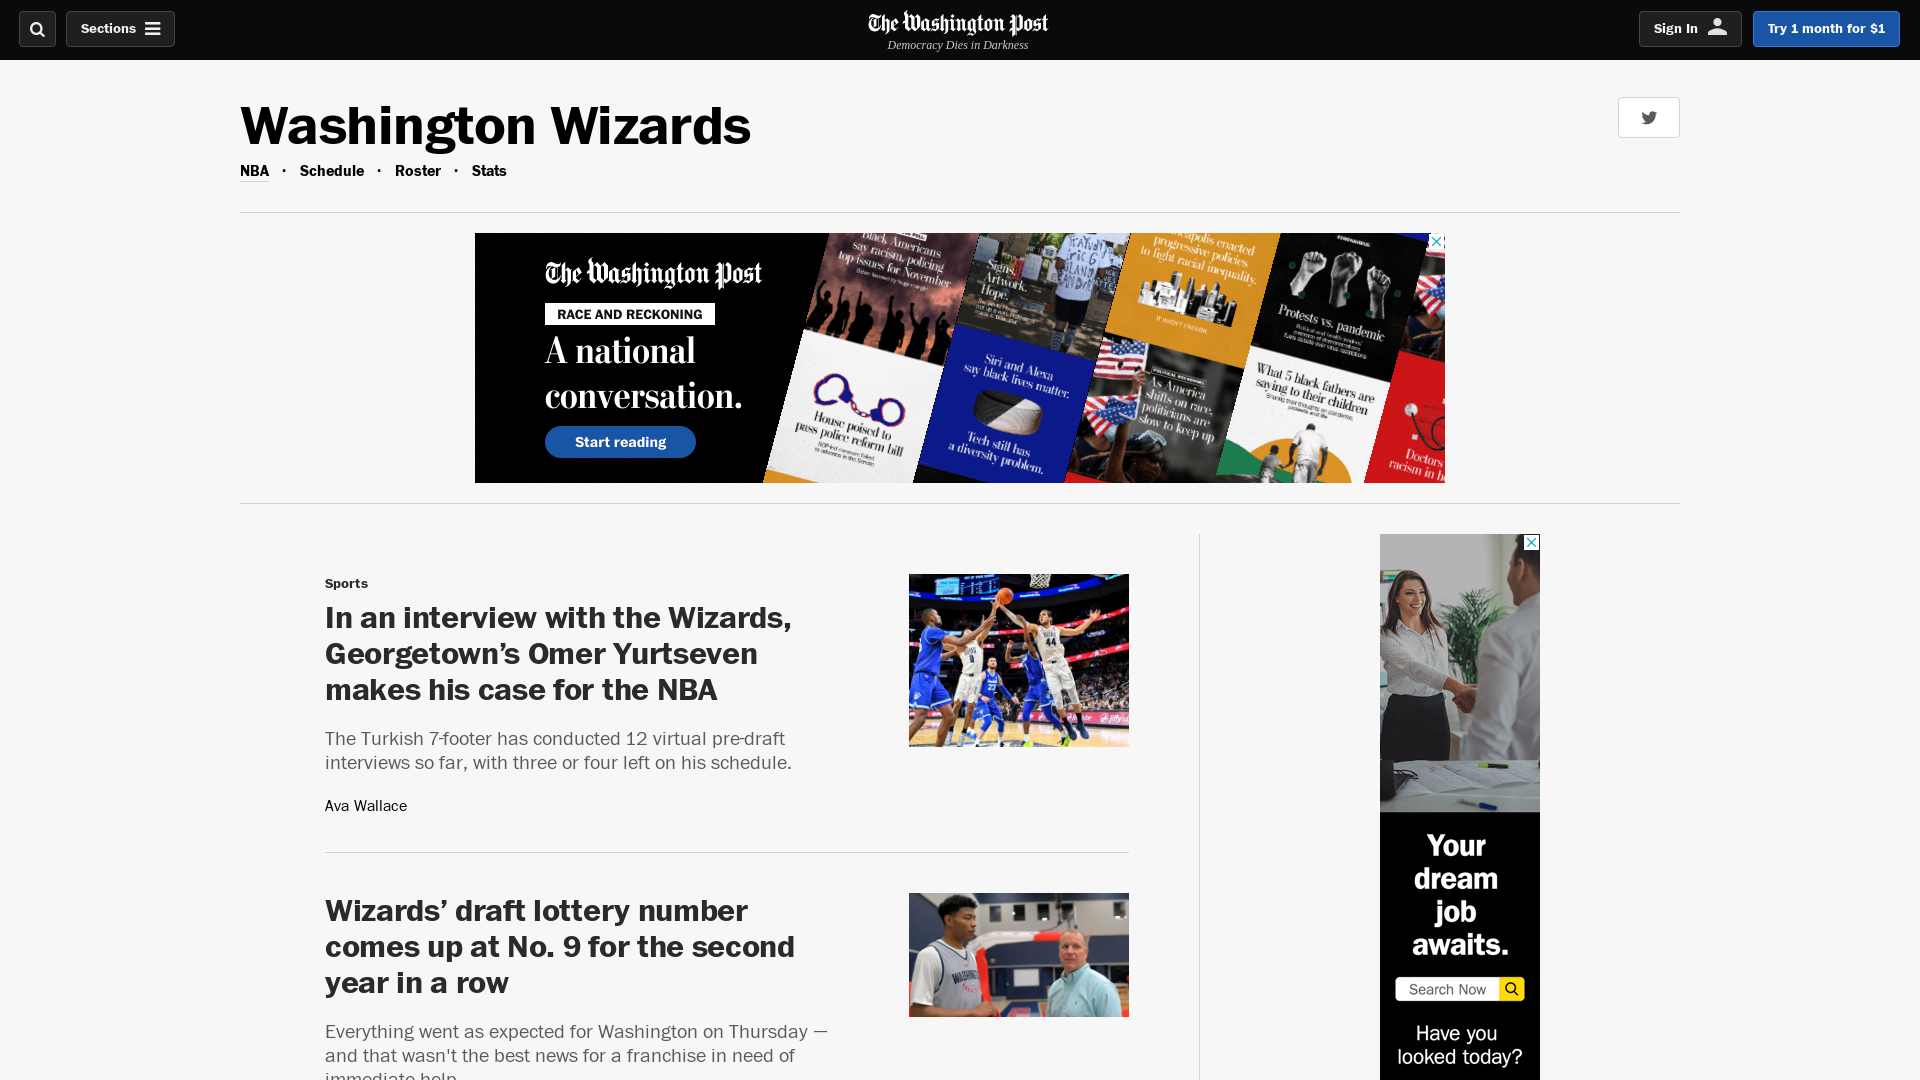 Sections
The Washington Post
Democracy Dies in Darkness
Sign In
Try 1 month for $1
Washington Wizards
NBA · Schedule · Roster · Stats
The Washington Post
RACE AND RECKONING
A national
conversation.
Start reading
Black Americans
say racism, policing
top issues for November
Signs.
Artwork.
Hope.
progressive policies
to fight racial inequality.
IT WASN'T ENOUGH.
CORONAVIRUS
Protests vs. pandemic
House poised to
pass police reform bill
Siri and Alexa
say black lives matter.
Tech still has
a diversity problem.
POLITICAL RECKONING
As America
shifts on race,
politicians are
slow to keep up
What 5 black fathers are
saying to their children
Doctors
racism in h
Sports
In an interview with the Wizards,
Georgetown’s Omer Yurtseven
makes his case for the NBA
The Turkish 7-footer has conducted 12 virtual pre-draft
interviews so far, with three or four left on his schedule.
Ava Wallace
44
Wizards’ draft lottery number
comes up at No. 9 for the second
year in a row
Everything went as expected for Washington on Thursday —
and that wasn't the best news for a franchise in need of
immediate help.
Your
dream
job
awaits.
Search Now
Have you
looked today?